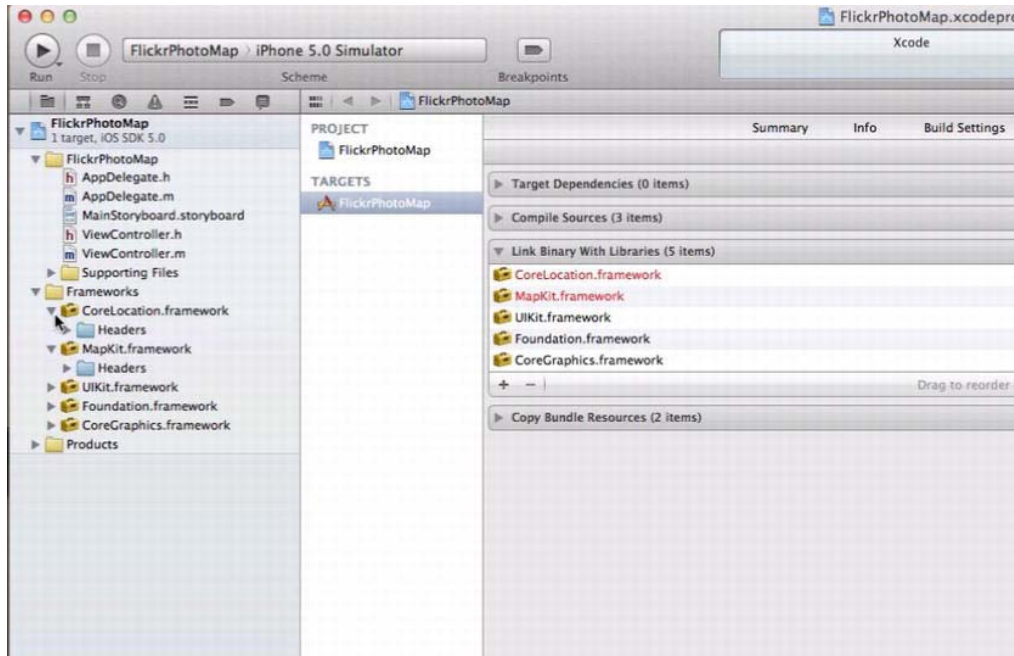 FlickrPhotoMap.xcodepro
FlickrPhotoMap iPhone 5.0 Simulator
Xcode
Run Stop Scheme Breakpoints
FlickrPhotoMap
FlickrPhotoMap
1 target, iOS SDK 5.0
FlickrPhotoMap
h AppDelegate.h
m AppDelegate.m
MainStoryboard.storyboard
h ViewController.h
m ViewController.m
Supporting Files
Frameworks
CoreLocation.framework
Headers
MapKit.framework
Headers
UIKit.framework
Foundation.framework
CoreGraphics.framework
Products
PROJECT
FlickrPhotoMap
TARGETS
FlickrPhotoMap
Summary Info Build Settings
Target Dependencies (0 items)
Compile Sources (3 items)
Link Binary With Libraries (5 items)
CoreLocation.framework
MapKit.framework
UIKit.framework
Foundation.framework
CoreGraphics.framework
+ - Drag to reorder
Copy Bundle Resources (2 items)